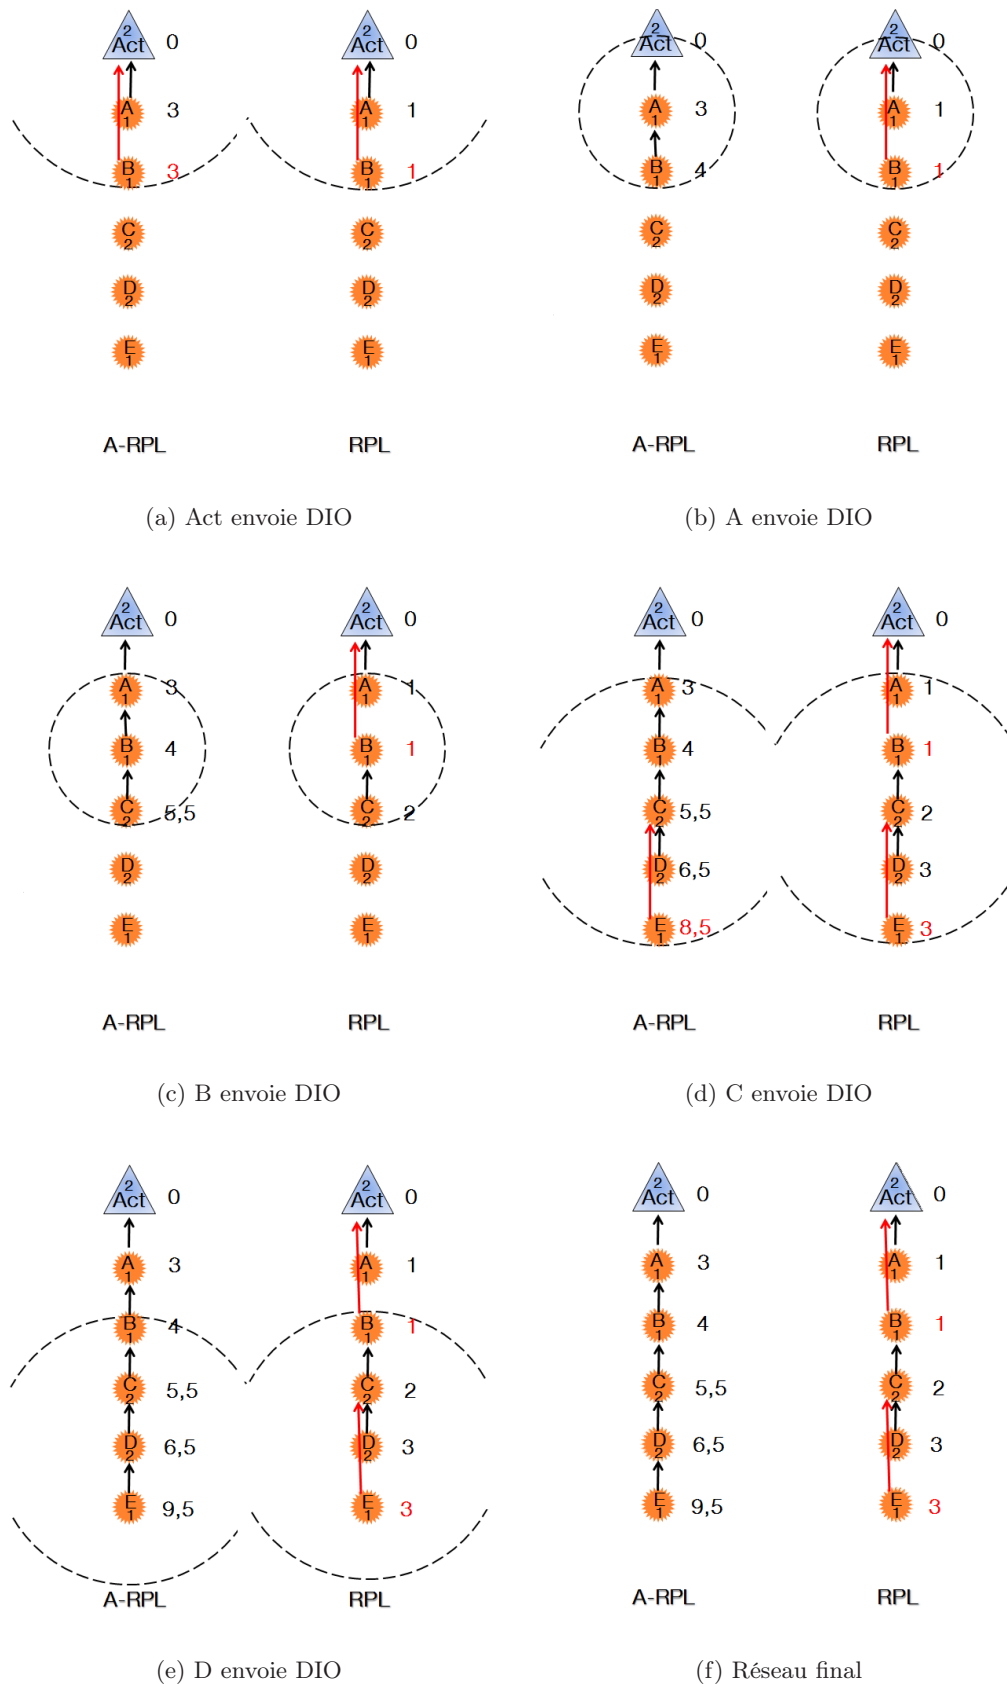 2 2 2 2
Act 0 Act 0 Act 0 Act 0
A 3 A 1 A 3 A 1
1 1 1 1
B 3 B 1 B 4 B 1
1 1 1 1
C C C C
2 2 2 2
D D D D
2 2 2 2
E E E E
1 1 1 1
A-RPL RPL A-RPL RPL
(a) Act envoie DIO (b) A envoie DIO
2 2 2 2
Act 0 Act 0 Act 0 Act 0
A 3 A 1 A 3 A 1
1 1 1 1
B 4 B 1 B 4 B 1
1 1 1 1
C 5,5 C 2 C 5,5 C 2
2 2 2 2
D D D 6,5 D 3
2 2 2 2
E E E 8,5 E 3
1 1 1 1
A-RPL RPL A-RPL RPL
(c) B envoie DIO (d) C envoie DIO
2 2 2 2
Act 0 Act 0 Act 0 Act 0
A 3 A 1 A 3 A 1
1 1 1 1
B 4 B 1 B 4 B 1
1 1 1 1
C 5,5 C 2 C 5,5 C 2
2 2 2 2
D 6,5 D 3 D 6,5 D 3
2 2 2 2
E 9,5 E 3 E 9,5 E 3
1 1 1 1
A-RPL RPL A-RPL RPL
(e) D envoie DIO (f) Réseau final